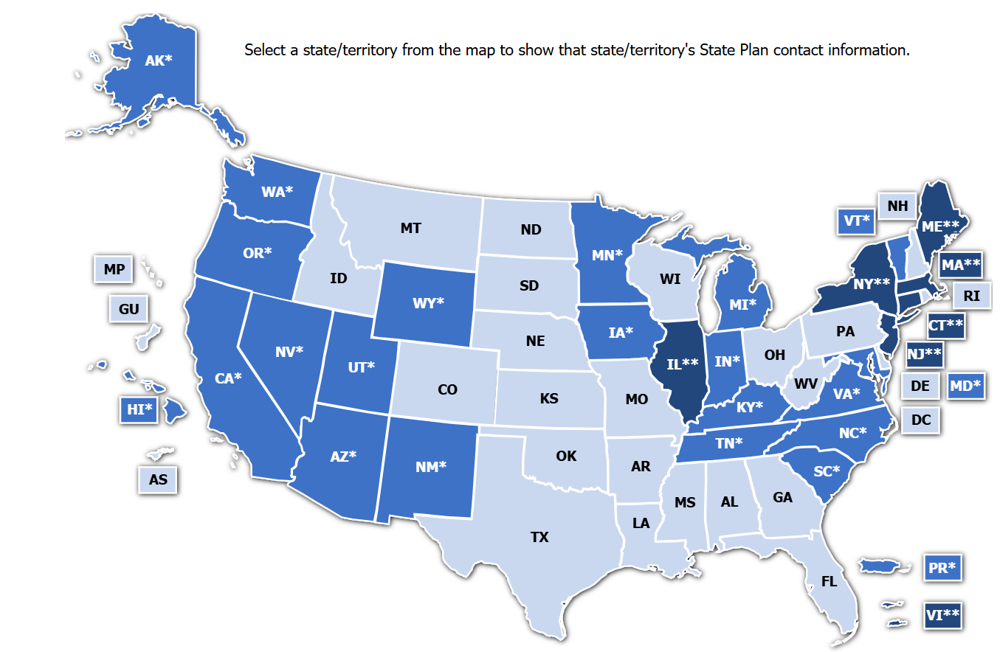 AK*
Select a state/territory from the map to show that state/territory's State Plan contact information.
WA*
MT
ND
MN*
VT*
NH
ME**
OR*
ID
SD
WI
MI*
NY**
MA**
MP
WY*
RI
GU
NV*
UT*
NE
IA*
IL**
IN*
OH
PA
CT**
NJ**
CA*
CO
KS
MO
KY*
WV
VA*
DE
MD*
HI*
DC
AZ*
NM*
OK
AR
TN*
NC*
SC*
AS
TX
LA
MS
AL
GA
FL
PR*
VI**